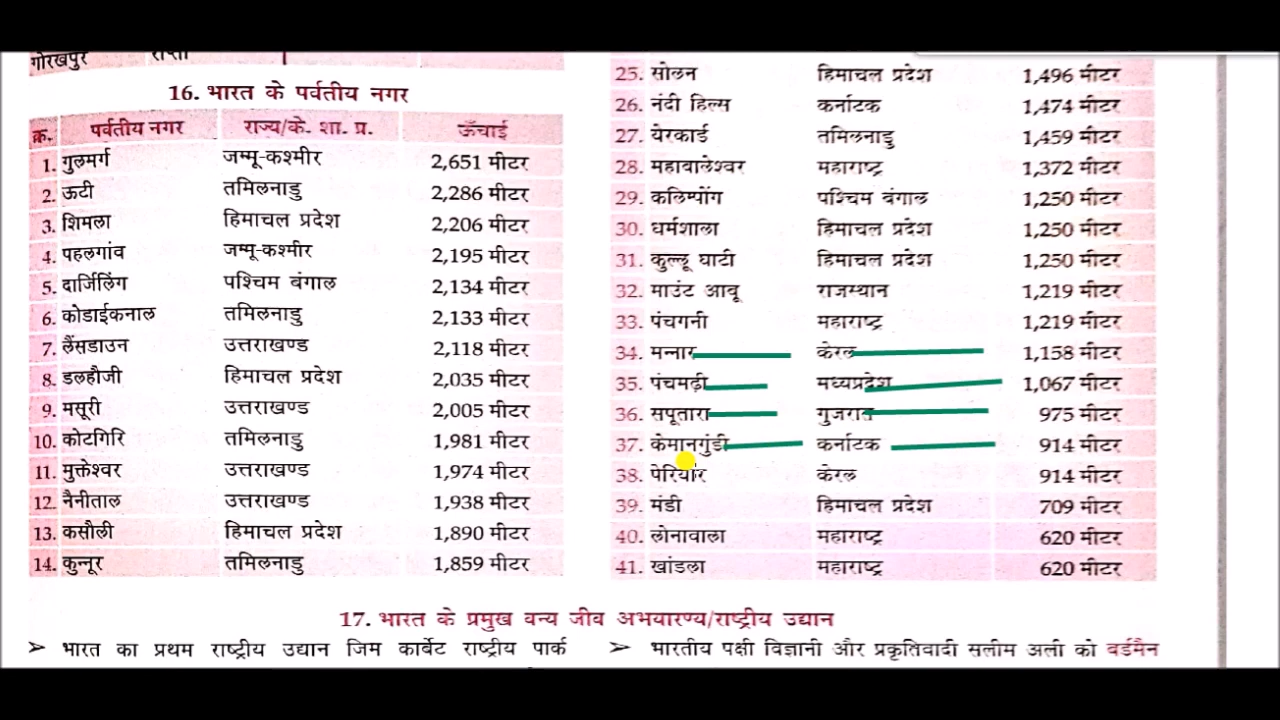 गोरखपुर राप्ती
16. भारत के पर्वतीय नगर
क्र. पर्वतीय नगर राज्य/के. शा. प्र. ऊँचाई
1. गुलमर्ग जम्मू-कश्मीर 2,651 मीटर
2. ऊटी तमिलनाडु 2,286 मीटर
3. शिमला हिमाचल प्रदेश 2,206 मीटर
4. पहलगांव जम्मू-कश्मीर 2,195 मीटर
5. दार्जिलिंग पश्चिम बंगाल 2,134 मीटर
6. कोडाईकनाल तमिलनाडु 2,133 मीटर
7. लैंसडाउन उत्तराखण्ड 2,118 मीटर
8. डलहौजी हिमाचल प्रदेश 2,035 मीटर
9. मसूरी उत्तराखण्ड 2,005 मीटर
10. कोटगिरि तमिलनाडु 1,981 मीटर
11. मुक्तेश्वर उत्तराखण्ड 1,974 मीटर
12. नैनीताल उत्तराखण्ड 1,938 मीटर
13. कसौली हिमाचल प्रदेश 1,890 मीटर
14. कुन्नूर तमिलनाडु 1,859 मीटर
25. सोलन हिमाचल प्रदेश 1,496 मीटर
26. नंदी हिल्स कर्नाटक 1,474 मीटर
27. येरकार्ड तमिलनाडु 1,459 मीटर
28. महाबालेश्वर महाराष्ट्र 1,372 मीटर
29. कलिम्पोंग पश्चिम बंगाल 1,250 मीटर
30. धर्मशाला हिमाचल प्रदेश 1,250 मीटर
31. कुल्लू घाटी हिमाचल प्रदेश 1,250 मीटर
32. माउंट आबू राजस्थान 1,219 मीटर
33. पंचगनी महाराष्ट्र 1,219 मीटर
34. मन्नार केरल 1,158 मीटर
35. पंचमढ़ी मध्यप्रदेश 1,067 मीटर
36. सपूतारा गुजरात 975 मीटर
37. केमानगुंडी कर्नाटक 914 मीटर
38. पेरियार केरल 914 मीटर
39. मंडी हिमाचल प्रदेश 709 मीटर
40. लोनावाला महाराष्ट्र 620 मीटर
41. खांडला महाराष्ट्र 620 मीटर
17. भारत के प्रमुख वन्य जीव अभयारण्य/राष्ट्रीय उद्यान
➢ भारत का प्रथम राष्ट्रीय उद्यान जिम कार्बेट राष्ट्रीय पार्क
➢ भारतीय पक्षी विज्ञानी और प्रकृतिवादी सलीम अली को बर्डमैन